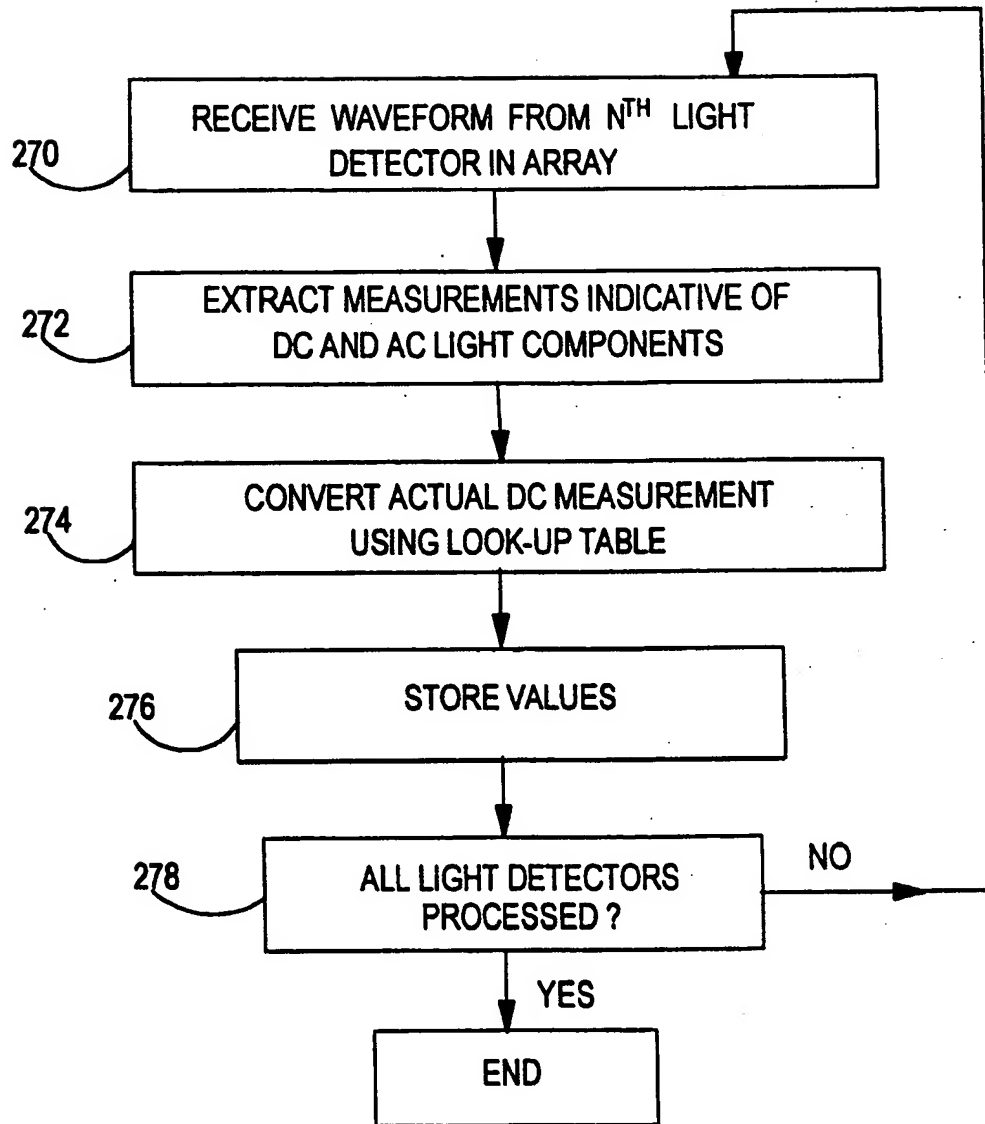 RECEIVE WAVEFORM FROM NTH LIGHT
DETECTOR IN ARRAY
270
EXTRACT MEASUREMENTS INDICATIVE OF
DC AND AC LIGHT COMPONENTS
272
CONVERT ACTUAL DC MEASUREMENT
USING LOOK-UP TABLE
274
STORE VALUES
276
ALL LIGHT DETECTORS
PROCESSED ?
278
NO
YES
END